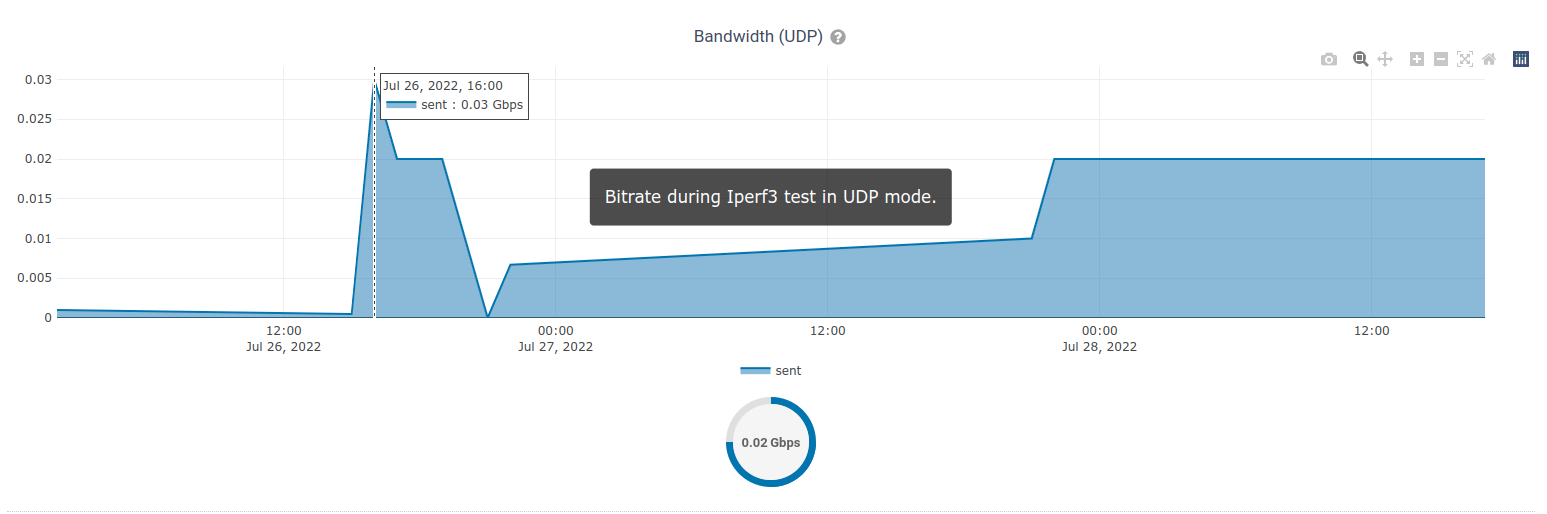 Bandwidth (UDP) ?
0.03
0.025
0.02
0.015
0.01
0.005
0
Jul 26, 2022, 16:00
sent : 0.03 Gbps
Bitrate during Iperf3 test in UDP mode.
12:00
Jul 26, 2022
00:00
Jul 27, 2022
12:00
00:00
Jul 28, 2022
12:00
sent
0.02 Gbps